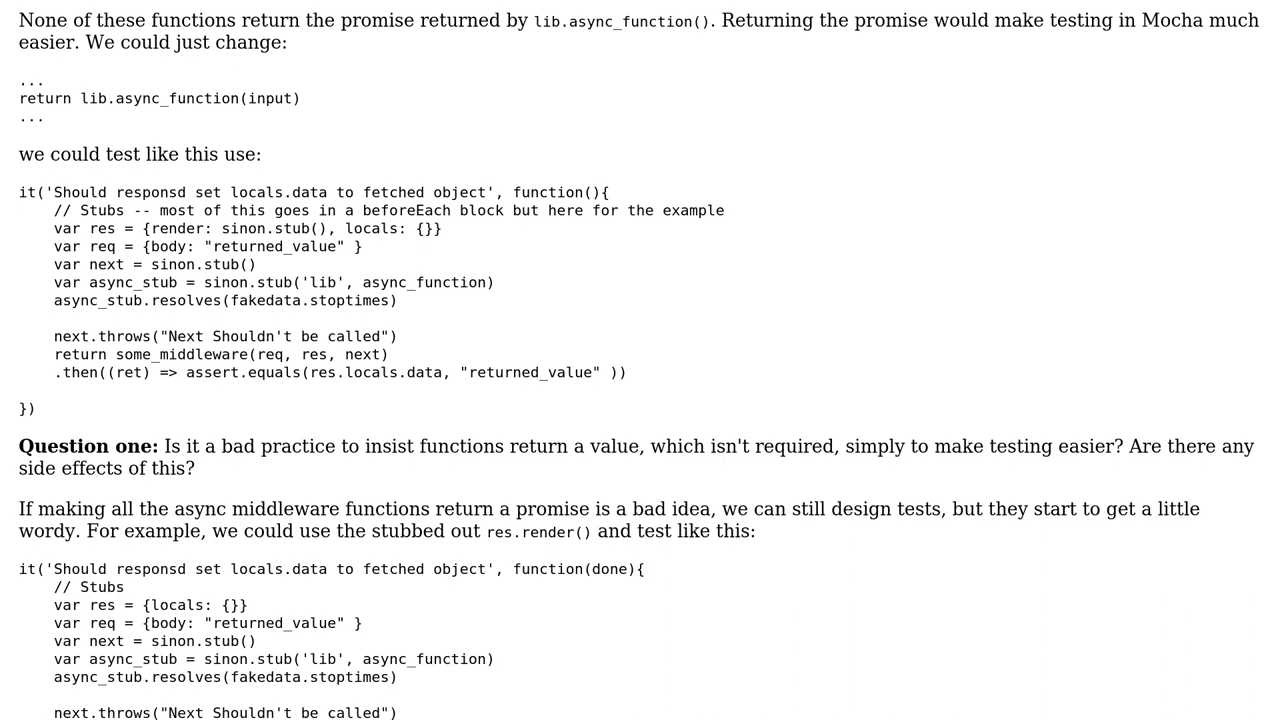 None of these functions return the promise returned by lib.async_function(). Returning the promise would make testing in Mocha much
easier. We could just change:
...
return lib.async_function(input)
...
we could test like this use:
it('Should responsd set locals.data to fetched object', function(){
    // Stubs -- most of this goes in a beforeEach block but here for the example
    var res = {render: sinon.stub(), locals: {}}
    var req = {body: "returned_value" }
    var next = sinon.stub()
    var async_stub = sinon.stub('lib', async_function)
    async_stub.resolves(fakedata.stoptimes)
    next.throws("Next Shouldn't be called")
    return some_middleware(req, res, next)
    .then((ret) => assert.equals(res.locals.data, "returned_value" ))
})
Question one: Is it a bad practice to insist functions return a value, which isn't required, simply to make testing easier? Are there any
side effects of this?
If making all the async middleware functions return a promise is a bad idea, we can still design tests, but they start to get a little
wordy. For example, we could use the stubbed out res.render() and test like this:
it('Should responsd set locals.data to fetched object', function(done){
    // Stubs
    var res = {locals: {}}
    var req = {body: "returned_value" }
    var next = sinon.stub()
    var async_stub = sinon.stub('lib', async_function)
    async_stub.resolves(fakedata.stoptimes)
    next.throws("Next Shouldn't be called")